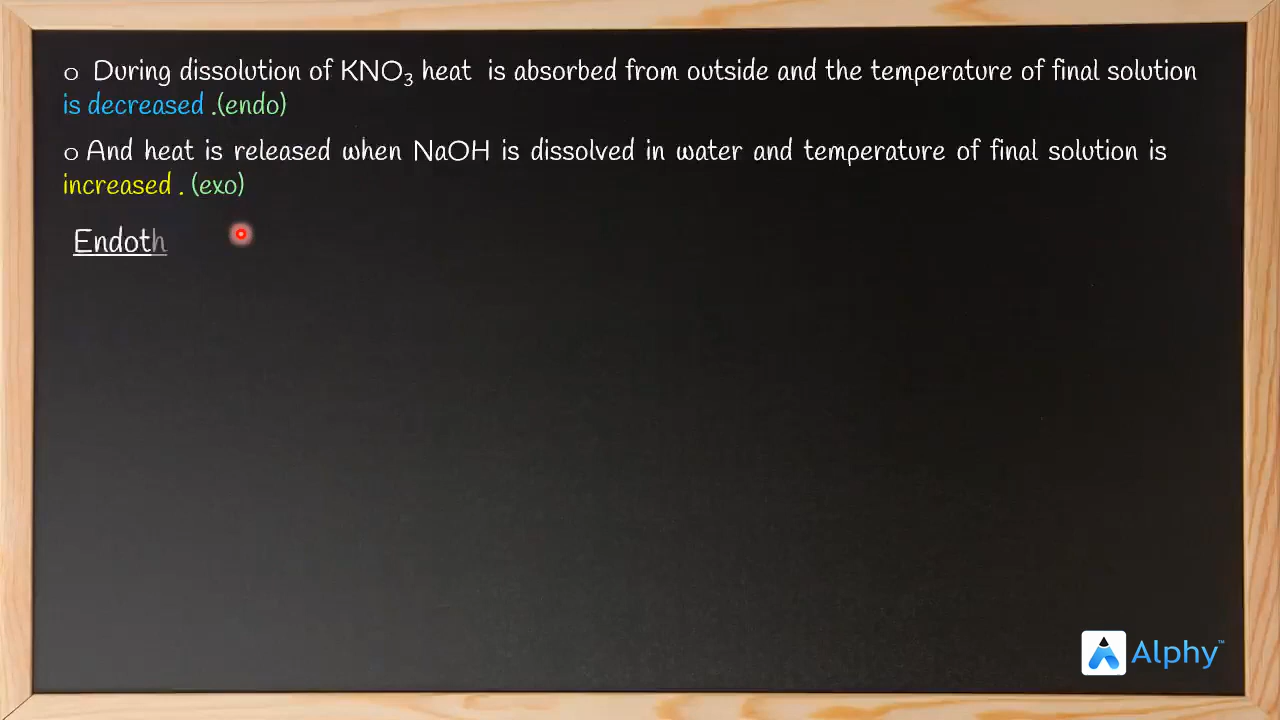 o During dissolution of KNO₃ heat is absorbed from outside and the temperature of final solution
is decreased .(endo)
o And heat is released when NaOH is dissolved in water and temperature of final solution is
increased . (exo)
Endoth
Alphy™